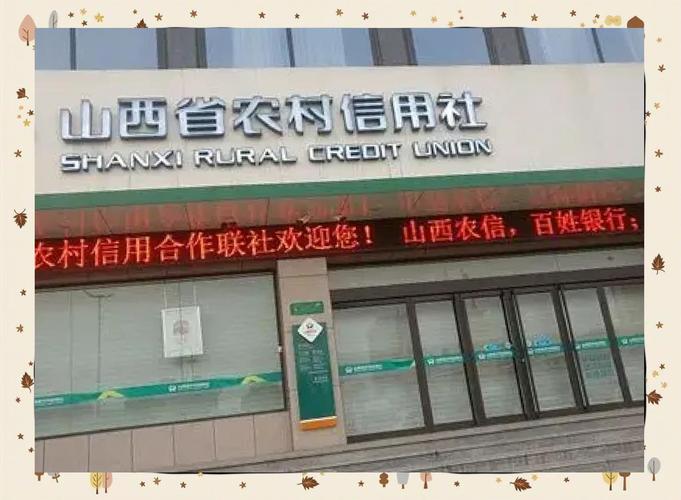 山西省农村信用社
SHANXI RURAL CREDIT UNION
农村信用合作联社欢迎您！ 山西农信，百姓银行；